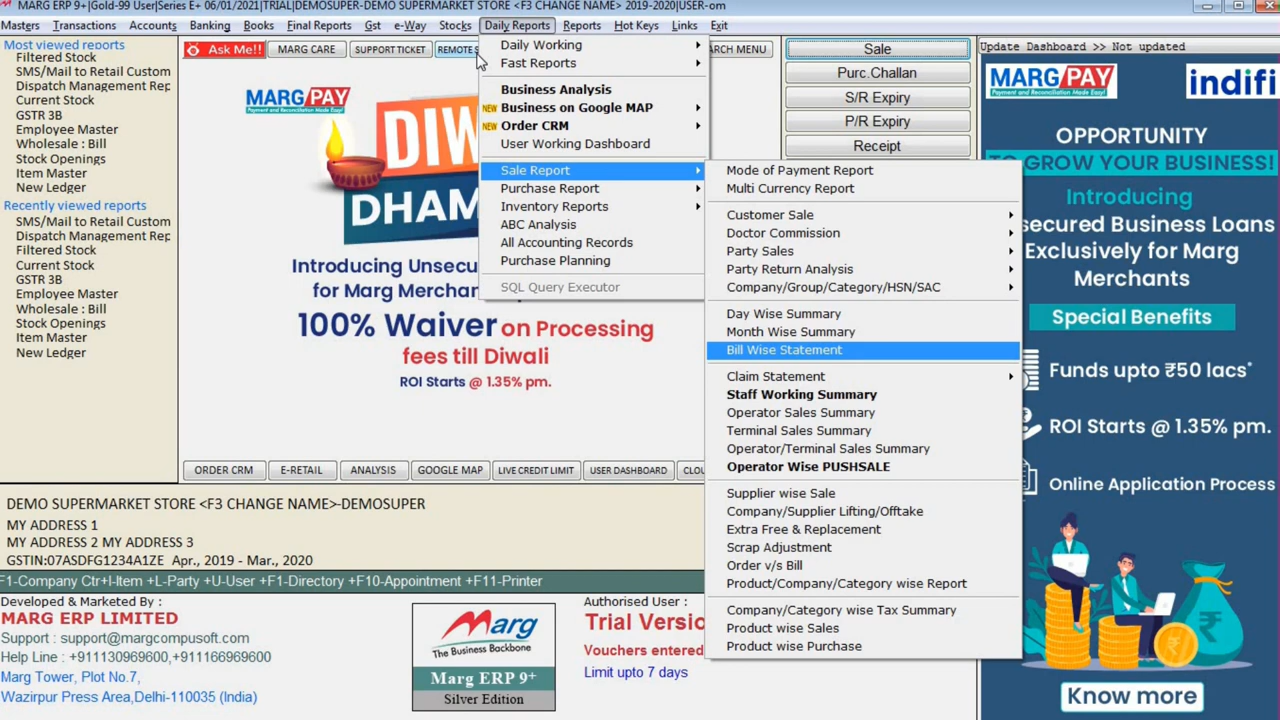 MARG ERP 9+|Gold-99 User|Series E+ 06/01/2021|TRIAL|DEMOSUPER-DEMO SUPERMARKET STORE <F3 CHANGE NAME> 2019-2020|USER-om
Masters Transactions Accounts Banking Books Final Reports Gst e-Way Stocks Daily Reports Reports Hot Keys Links Exit
Most viewed reports
Filtered Stock
SMS/Mail to Retail Custom
Dispatch Management Rep
Current Stock
GSTR 3B
Employee Master
Wholesale : Bill
Stock Openings
Item Master
New Ledger
Recently viewed reports
SMS/Mail to Retail Custom
Dispatch Management Rep
Filtered Stock
Current Stock
GSTR 3B
Employee Master
Wholesale : Bill
Stock Openings
Item Master
New Ledger
Ask Me!! MARG CARE SUPPORT TICKET REMOTE S ARCH MENU
MARG PAY
Payment and Reconciliation Made Easy!
DIW
DHAM
Introducing Unsecu
for Marg Merchan
100% Waiver on Processing
fees till Diwali
ROI Starts @ 1.35% pm.
ORDER CRM E-RETAIL ANALYSIS GOOGLE MAP LIVE CREDIT LIMIT USER DASHBOARD CLOU
Daily Working
Fast Reports
Business Analysis
NEW Business on Google MAP
NEW Order CRM
User Working Dashboard
Sale Report
Purchase Report
Inventory Reports
ABC Analysis
All Accounting Records
Purchase Planning
SQL Query Executor
Mode of Payment Report
Multi Currency Report
Customer Sale
Doctor Commission
Party Sales
Party Return Analysis
Company/Group/Category/HSN/SAC
Day Wise Summary
Month Wise Summary
Bill Wise Statement
Claim Statement
Staff Working Summary
Operator Sales Summary
Terminal Sales Summary
Operator/Terminal Sales Summary
Operator Wise PUSHSALE
Supplier wise Sale
Company/Supplier Lifting/Offtake
Extra Free & Replacement
Scrap Adjustment
Order v/s Bill
Product/Company/Category wise Report
Company/Category wise Tax Summary
Product wise Sales
Product wise Purchase
Sale
Purc.Challan
S/R Expiry
P/R Expiry
Receipt
Update Dashboard >> Not updated
MARG PAY
Payment and Reconciliation Made Easy!
indifi
OPPORTUNITY
TO GROW YOUR BUSINESS!
Introducing
secured Business Loans
Exclusively for Marg
Merchants
Special Benefits
Funds upto ₹50 lacs*
ROI Starts @ 1.35% pm.
Online Application Process
Know more
DEMO SUPERMARKET STORE <F3 CHANGE NAME>-DEMOSUPER
MY ADDRESS 1
MY ADDRESS 2 MY ADDRESS 3
GSTIN:07ASDFG1234A1ZE Apr., 2019 - Mar., 2020
F1-Company Ctr+I-Item +L-Party +U-User +F1-Directory +F10-Appointment +F11-Printer
Developed & Marketed By :
MARG ERP LIMITED
Support : support@margcompusoft.com
Help Line : +911130969600,+911166969600
Marg Tower, Plot No.7,
Wazirpur Press Area,Delhi-110035 (India)
Marg
The Business Backbone
Marg ERP 9+
Silver Edition
Authorised User :
Trial Versio
Vouchers entered
Limit upto 7 days